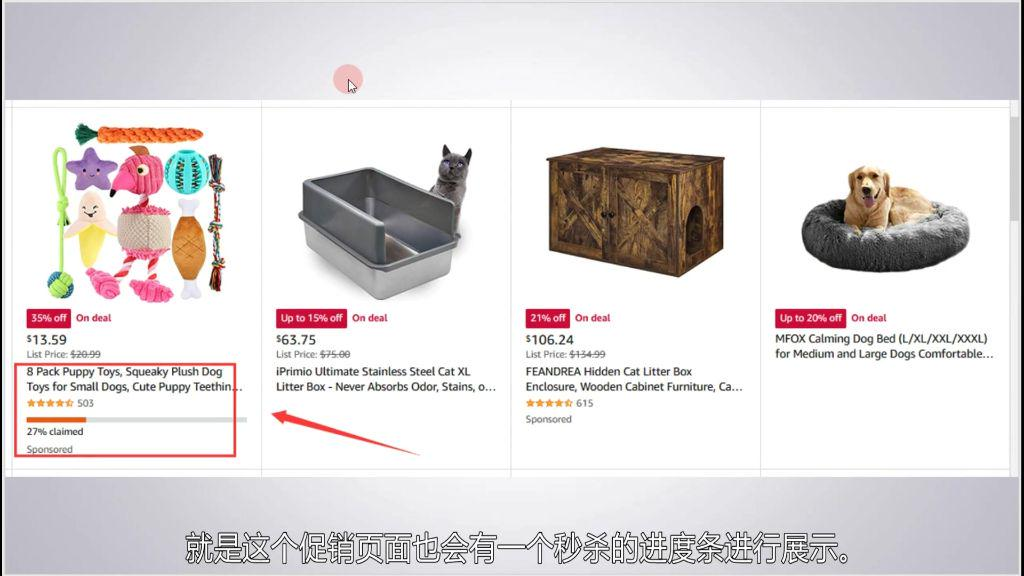 35% off On deal
$13.59
List Price: $20.99
8 Pack Puppy Toys, Squeaky Plush Dog
Toys for Small Dogs, Cute Puppy Teethin…
503
27% claimed
Sponsored
Up to 15% off On deal
$63.75
List Price: $75.00
iPrimio Ultimate Stainless Steel Cat XL
Litter Box - Never Absorbs Odor, Stains, o…
21% off On deal
$106.24
List Price: $134.99
FEANDREA Hidden Cat Litter Box
Enclosure, Wooden Cabinet Furniture, Ca…
615
Sponsored
Up to 20% off On deal
MFOX Calming Dog Bed (L/XL/XXL/XXXL)
for Medium and Large Dogs Comfortable…
就是这个促销页面也会有一个秒杀的进度条进行展示。